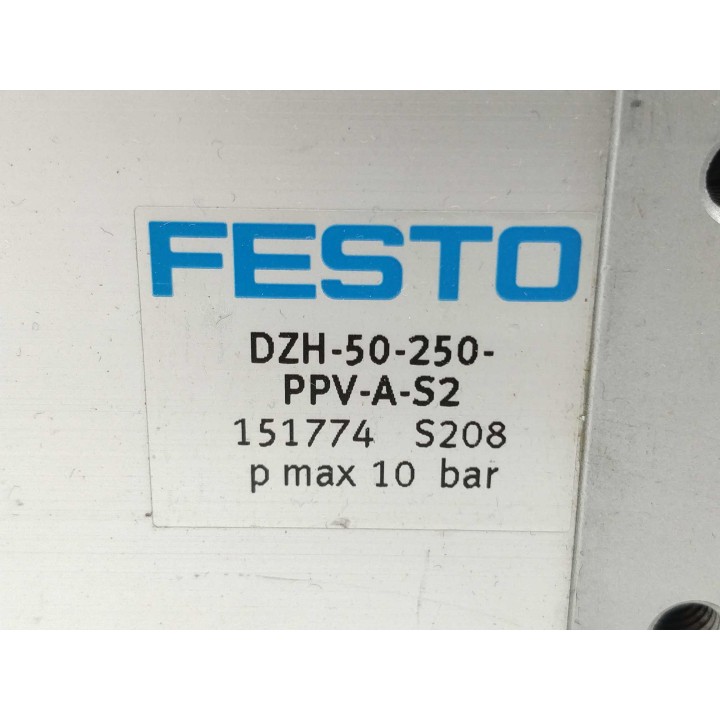 FESTO
DZH-50-250-
PPV-A-S2
151774 S208
p max 10 bar